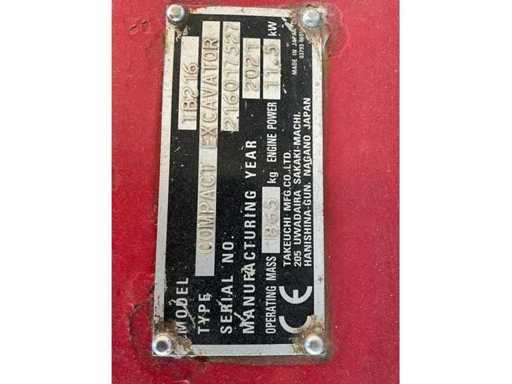 MODEL TB216
TYPE COMPACT EXCAVATOR
SERIAL NO. 216017527
MANUFACTURING YEAR 2021
OPERATING MASS kg ENGINE POWER 11.5 kW
TAKEUCHI MFG.CO.,LTD.
205 UWADAIRA SAKAKI-MACHI,
HANISHINA-GUN, NAGANO JAPAN
CE
MADE IN JAPAN